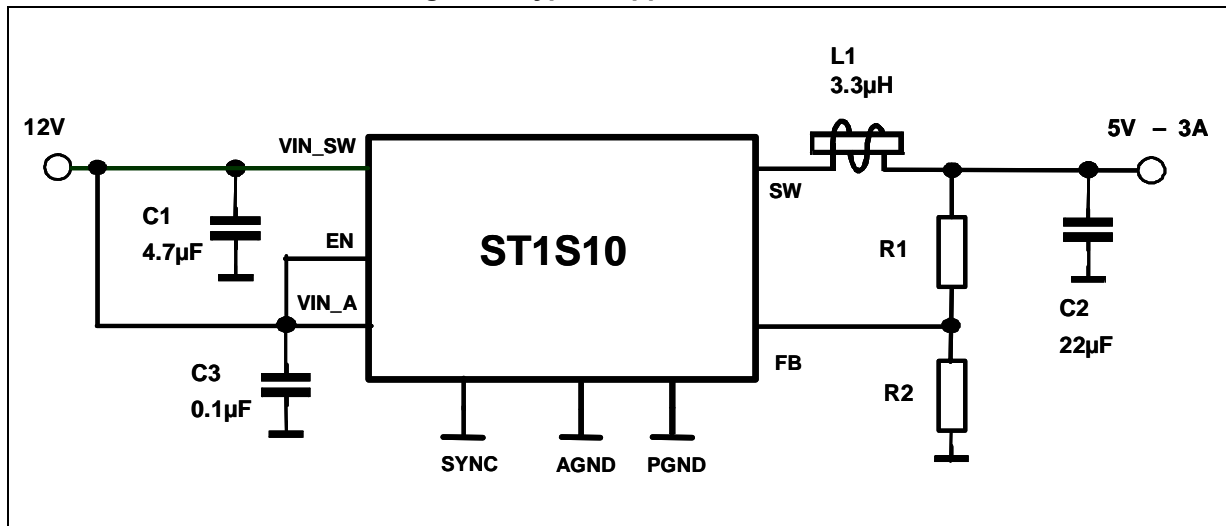 L1
3.3µH
12V
VIN_SW
5V – 3A
SW
C1
4.7µF
EN
ST1S10
R1
VIN_A
C2
22µF
FB
C3
0.1µF
R2
SYNC
AGND
PGND